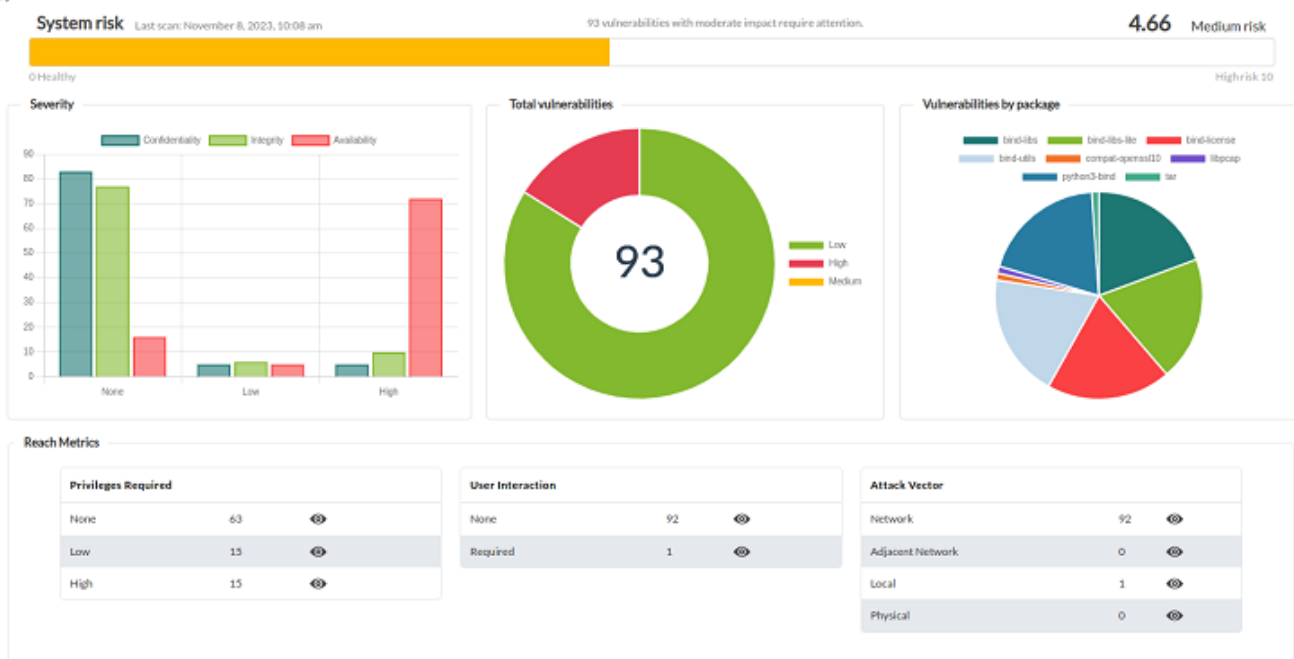 System risk Last scan: November 8, 2023, 10:08 am 93 vulnerabilities with moderate impact require attention. 4.66 Medium risk
0 Healthy High risk 10
Severity
Confidentiality Integrity Availability
90
80
70
60
50
40
30
20
10
0
None Low High
Total vulnerabilities
93
Low
High
Medium
Vulnerabilities by package
bind-libs bind-libs-lite bind-license
bind-utils compat-openssl10 libpcap
python3-bind tar
Reach Metrics
Privileges Required
None 63
Low 15
High 15
User Interaction
None 92
Required 1
Attack Vector
Network 92
Adjacent Network 0
Local 1
Physical 0